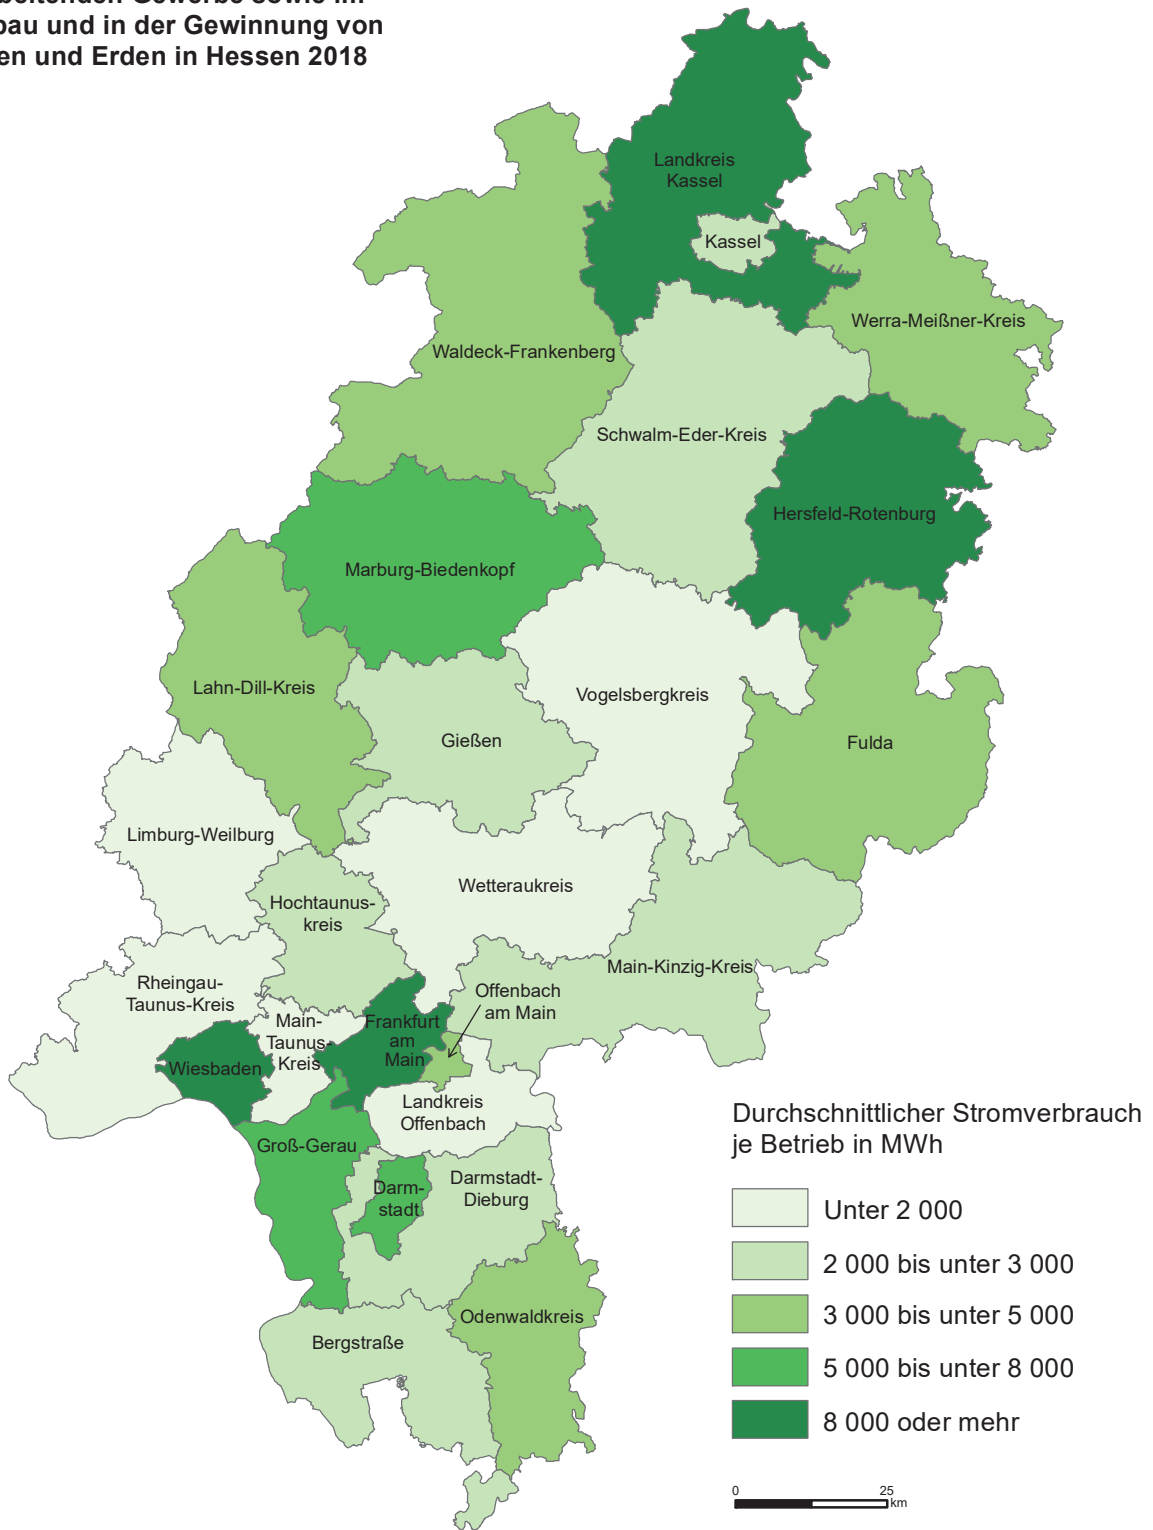 sowie im
und in der Gewinnung von
und Erden in Hessen 2018
Landkreis
Kassel
Kassel
Werra-Meißner-Kreis
Waldeck-Frankenberg
Schwalm-Eder-Kreis
Hersfeld-Rotenburg
Marburg-Biedenkopf
Lahn-Dill-Kreis
Vogelsbergkreis
Gießen
Fulda
Limburg-Weilburg
Wetteraukreis
Hochtaunus-
kreis
Main-Kinzig-Kreis
Rheingau-
Taunus-Kreis
Offenbach
am Main
Main-
Taunus-
Kreis
Frankfurt
am
Main
Wiesbaden
Landkreis
Offenbach
Groß-Gerau
Darm-
stadt
Darmstadt-
Dieburg
Odenwaldkreis
Bergstraße
Durchschnittlicher Stromverbrauch
je Betrieb in MWh
Unter 2 000
2 000 bis unter 3 000
3 000 bis unter 5 000
5 000 bis unter 8 000
8 000 oder mehr
0 25
km